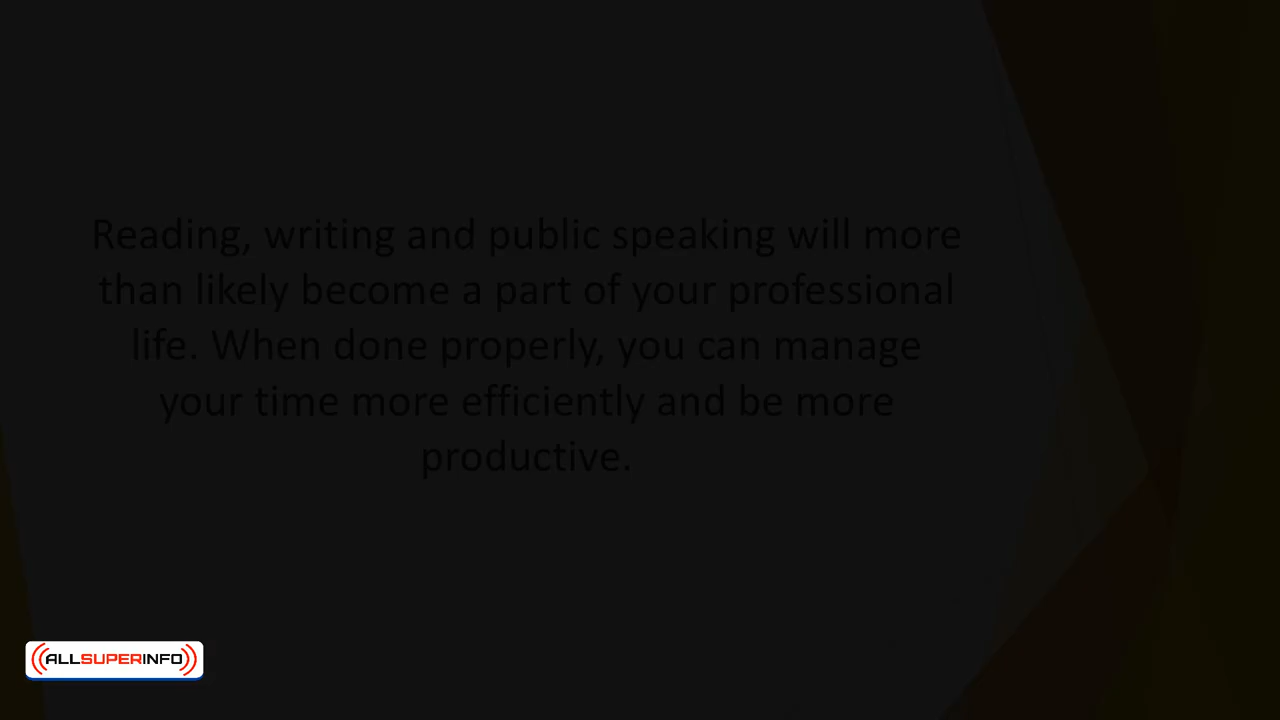 Reading, writing and public speaking will more
than likely become a part of your professional
life. When done properly, you can manage
your time more efficiently and be more
productive.
ALLSUPERINFO